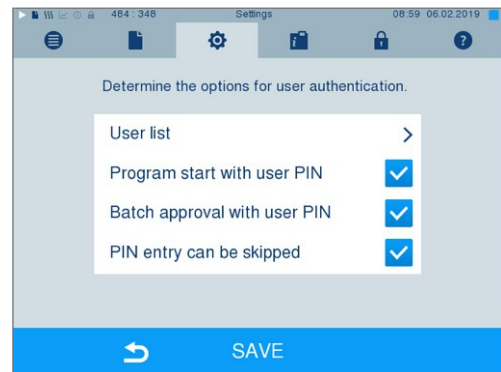 484 : 348 Settings 08:59 06.02.2019
Determine the options for user authentication.
User list
Program start with user PIN
Batch approval with user PIN
PIN entry can be skipped
SAVE